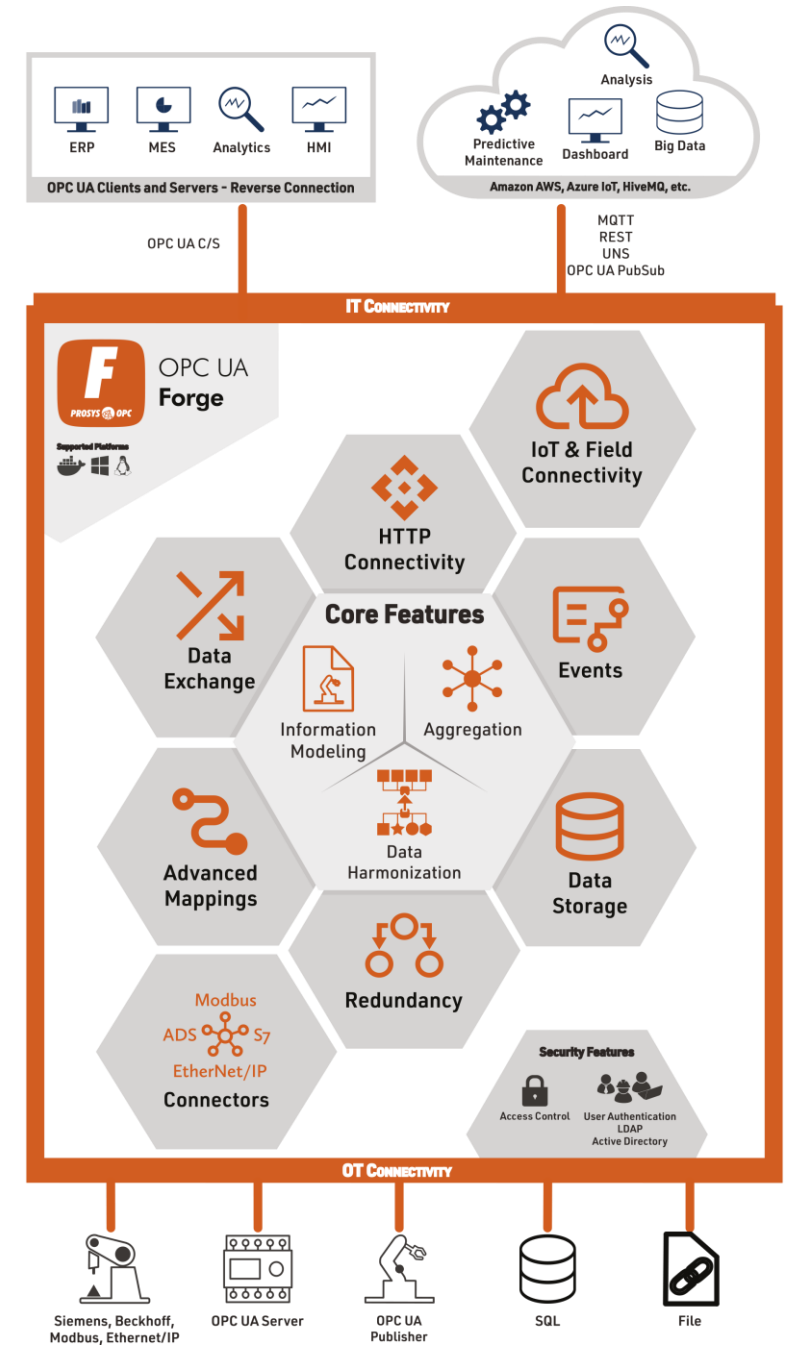 Analysis
ERP
MES
Analytics
HMI
Predictive
Maintenance
Dashboard
Big Data
OPC UA Clients and Servers - Reverse Connection
Amazon AWS, Azure IoT, HiveMQ, etc.
OPC UA C/S
MQTT
REST
UNS
OPC UA PubSub
IT CONNECTIVITY
F
PROSYS OPC
OPC UA
Forge
Supported Platforms
IoT & Field
Connectivity
HTTP
Connectivity
Data
Exchange
Core Features
Events
Information
Modeling
Aggregation
Data
Harmonization
Advanced
Mappings
Data
Storage
Redundancy
Modbus
ADS
S7
EtherNet/IP
Connectors
Security Features
Access Control
User Authentication
LDAP
Active Directory
OT CONNECTIVITY
Siemens, Beckhoff,
Modbus, Ethernet/IP
OPC UA Server
OPC UA
Publisher
SQL
File